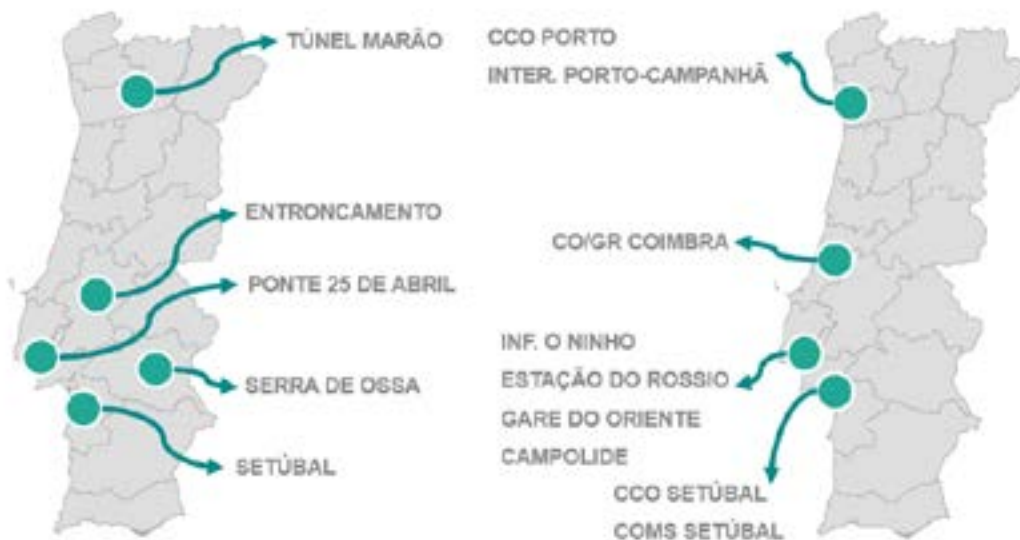 TÚNEL MARÃO
ENTRONCAMENTO
PONTE 25 DE ABRIL
SERRA DE OSSA
SETÚBAL
CCO PORTO
INTER. PORTO-CAMPANHÃ
CO/GR COIMBRA
INF. O NINHO
ESTAÇÃO DO ROSSIO
GARE DO ORIENTE
CAMPOLIDE
CCO SETÚBAL
COMS SETÚBAL